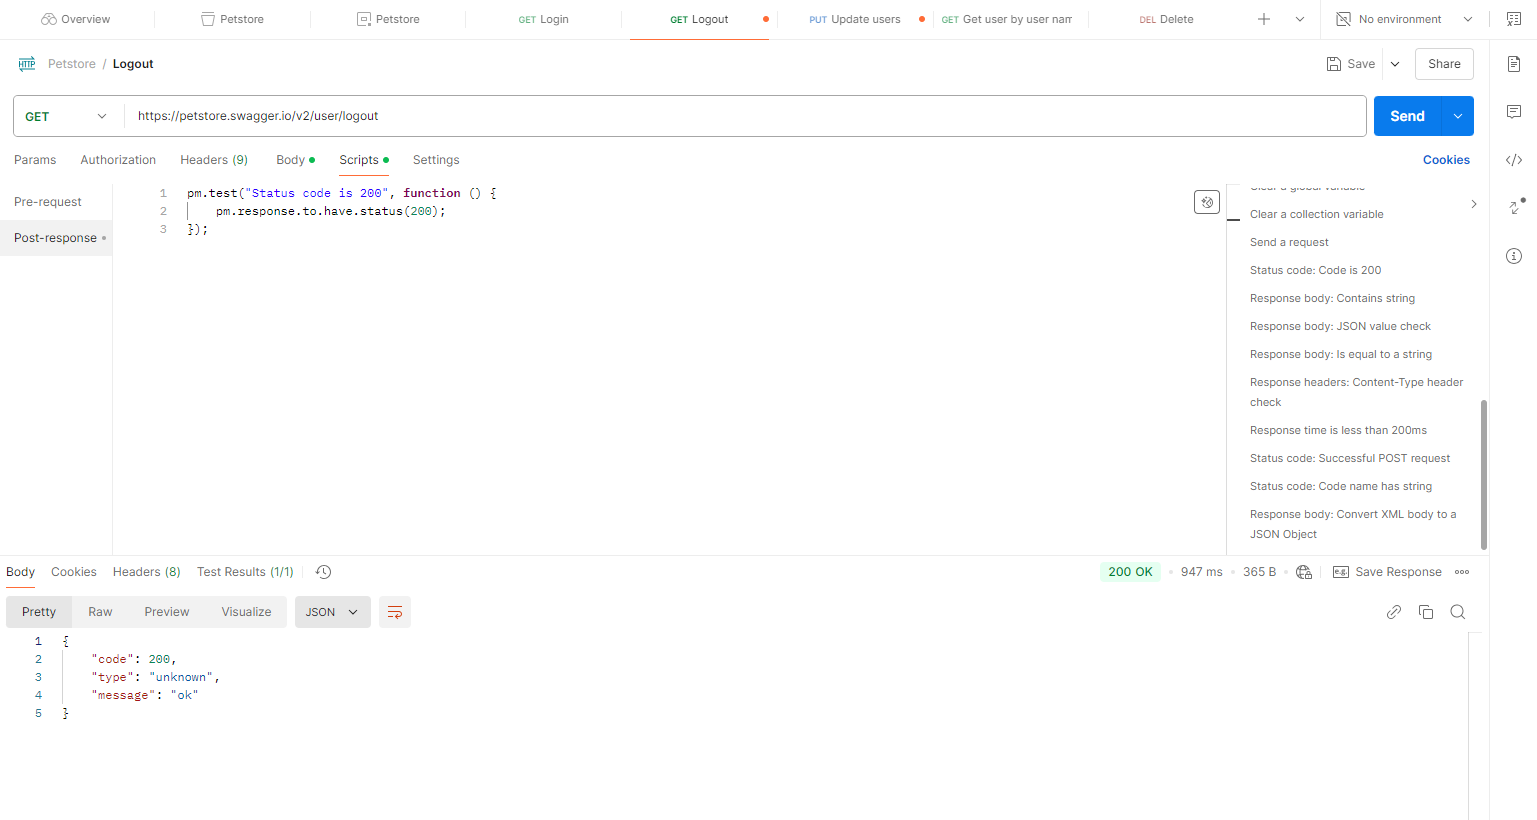 Overview
Petstore
Petstore
GET Login
GET Logout
PUT Update users
GET Get user by user nam
DEL Delete
No environment
HTTP Petstore / Logout
Save
Share
GET
https://petstore.swagger.io/v2/user/logout
Send
Params Authorization Headers (9) Body Scripts Settings
Cookies
Pre-request
Post-response
1 pm.test("Status code is 200", function () {
2 pm.response.to.have.status(200);
3 });
Clear a global variable
Clear a collection variable
Send a request
Status code: Code is 200
Response body: Contains string
Response body: JSON value check
Response body: Is equal to a string
Response headers: Content-Type header
check
Response time is less than 200ms
Status code: Successful POST request
Status code: Code name has string
Response body: Convert XML body to a
JSON Object
Body Cookies Headers (8) Test Results (1/1)
200 OK 947 ms 365 B e.g. Save Response
Pretty Raw Preview Visualize JSON
1 {
2 "code": 200,
3 "type": "unknown",
4 "message": "ok"
5 }